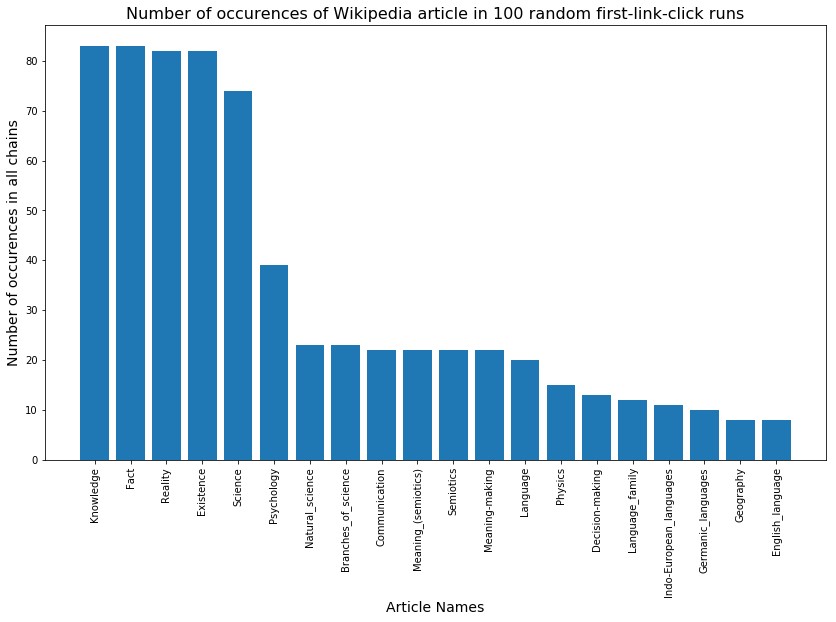 Number of occurences of Wikipedia article in 100 random first-link-click runs
Number of occurences in all chains
80
70
60
50
40
30
20
10
0
Knowledge
Fact
Reality
Existence
Science
Psychology
Natural_science
Branches_of_science
Communication
Meaning_(semiotics)
Semiotics
Meaning-making
Language
Physics
Decision-making
Language_family
Indo-European_languages
Germanic_languages
Geography
English_language
Article Names